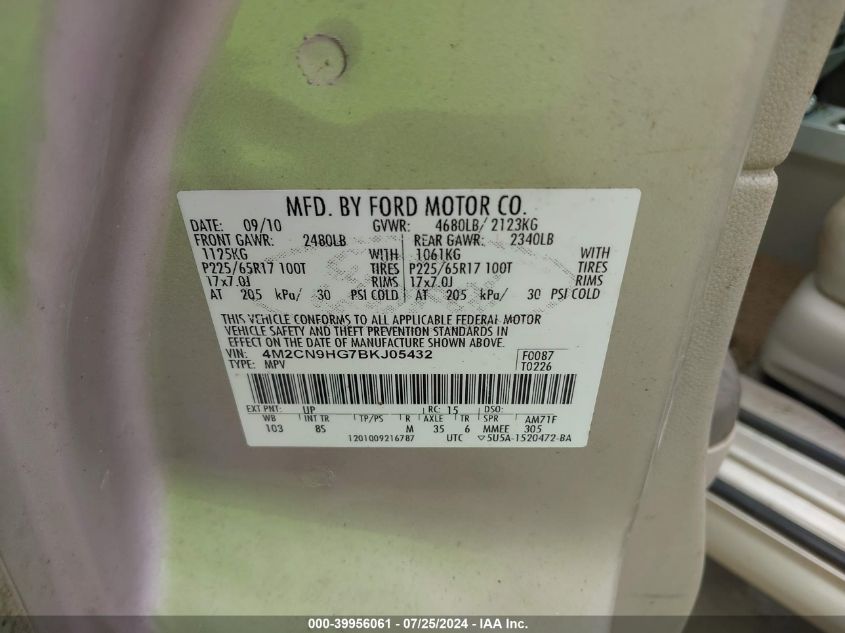 MFD. BY FORD MOTOR CO.
DATE: 09/10 GVWR: 4680LB/ 2123KG
FRONT GAWR: 2480LB REAR GAWR: 2340LB
1125KG WITH 1061KG WITH
P225/65R17 100T TIRES P225/65R17 100T TIRES
17x7.0J RIMS 17x7.0J RIMS
AT 205 kPa/ 30 PSI COLD AT 205 kPa/ 30 PSI COLD
THIS VEHICLE CONFORMS TO ALL APPLICABLE FEDERAL MOTOR
VEHICLE SAFETY AND THEFT PREVENTION STANDARDS IN
EFFECT ON THE DATE OF MANUFACTURE SHOWN ABOVE.
VIN: 4M2CN9HG7BKJ05432 F0087
TYPE: MPV T0226
EXT PNT: UP RC: 15 DSO:
WB INT TR TP/PS R AXLE TR SPR AM71F
103 8S M 35 6 MMEE 305
1201009216787 UTC ▽5U5A-1520472-BA
000-39956061 - 07/25/2024 - IAA Inc.